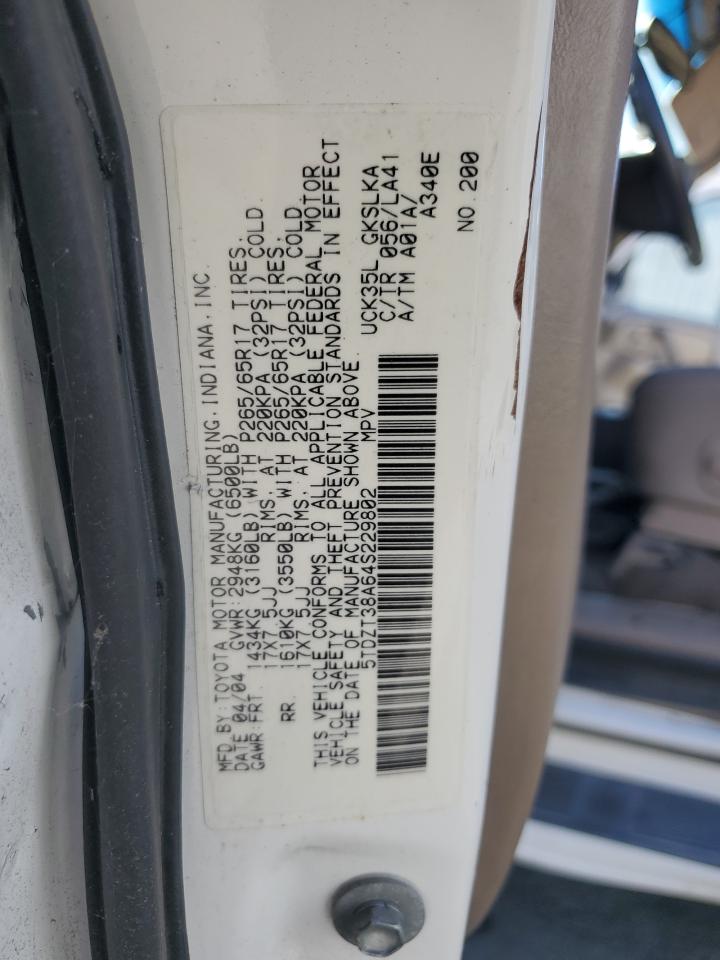 MFD BY: TOYOTA MOTOR MANUFACTURING, INDIANA, INC.
DATE 04/04 GVWR: 2948KG (6500LB)
GAWR: FRT. 1434KG (3160LB) WITH P265/65R17 TIRES,
17X7.5JJ RIMS, AT 220KPA (32PSI) COLD.
RR. 1610KG (3550LB) WITH P265/65R17 TIRES,
17X7.5JJ RIMS, AT 220KPA (32PSI) COLD.
THIS VEHICLE CONFORMS TO ALL APPLICABLE FEDERAL MOTOR
VEHICLE SAFETY AND THEFT PREVENTION STANDARDS IN EFFECT
ON THE DATE OF MANUFACTURE SHOWN ABOVE.
5TDZT38A64S229802 MPV
UCK35L GKSLKA
C/TR 056/LA41
A/TM A01A/
A340E
NO. 200